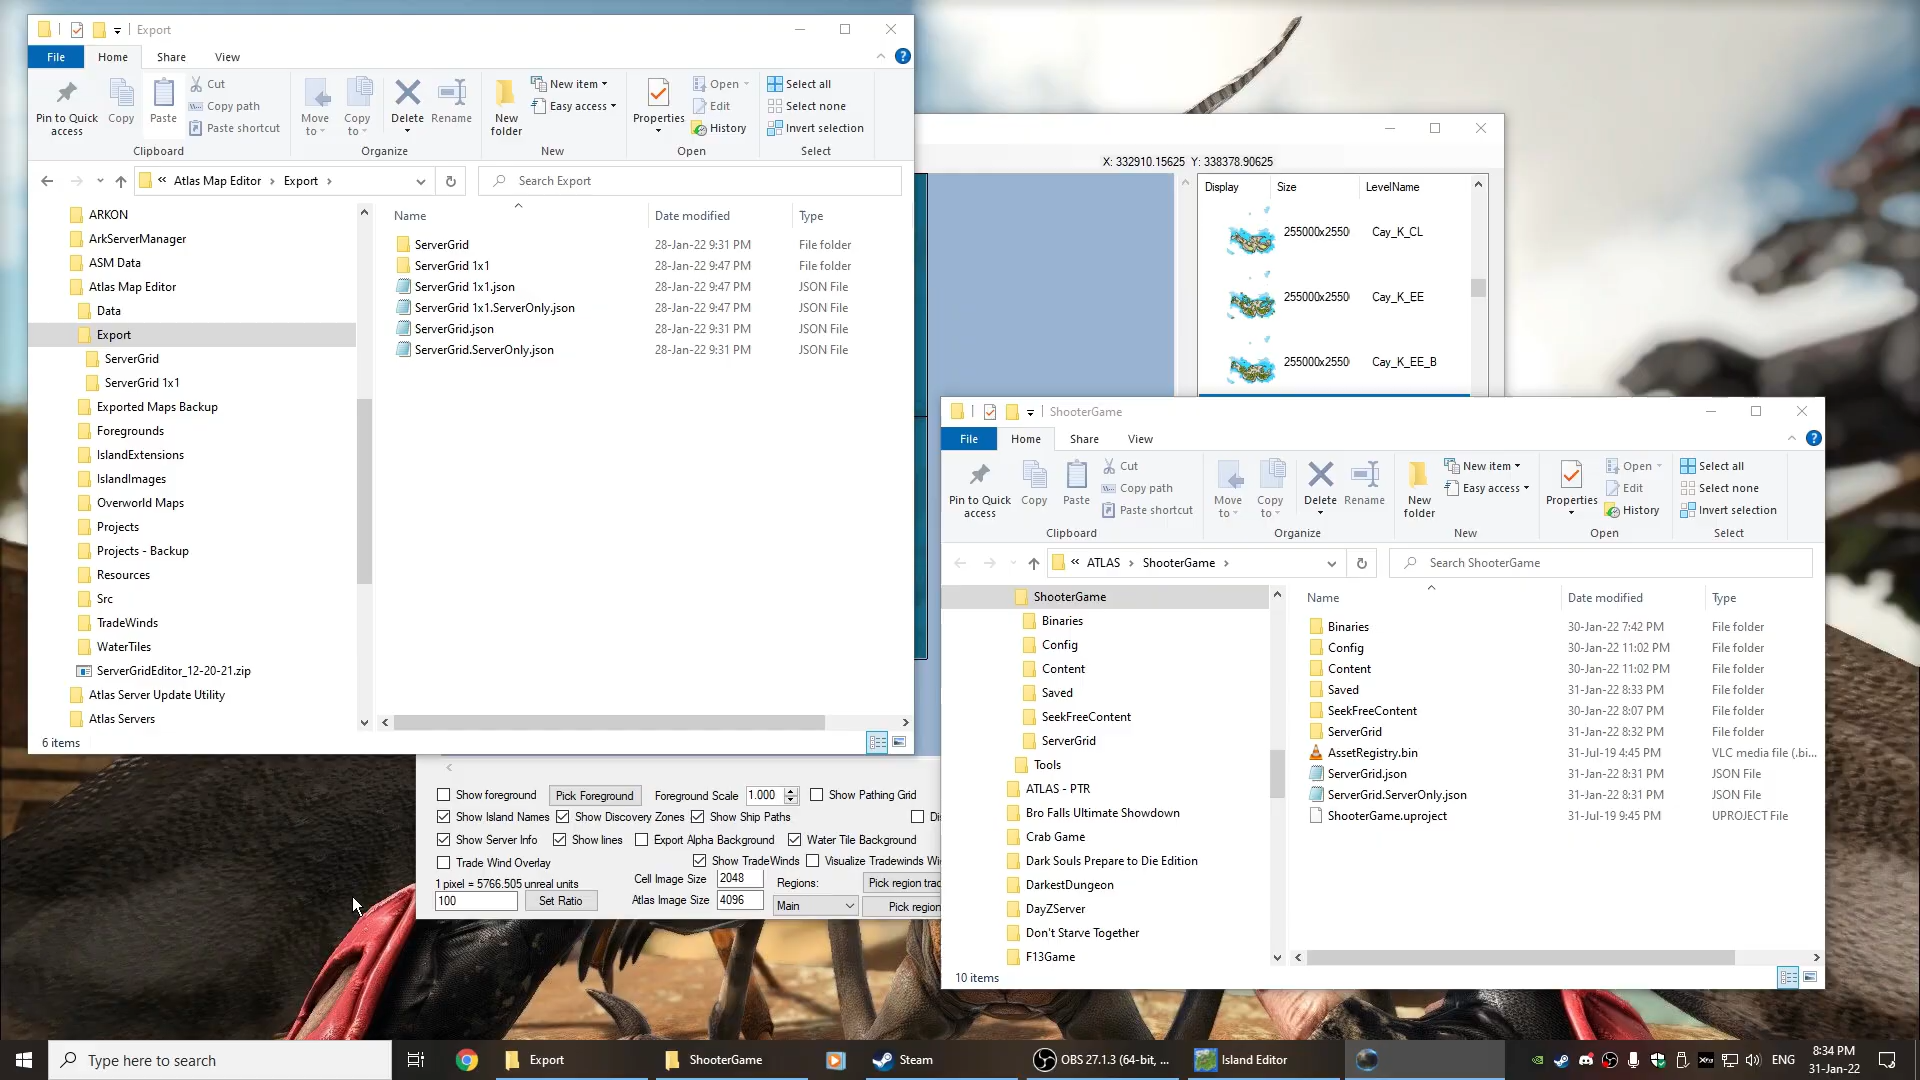 Export
File
Home
Share
View
Pin to Quick access
Copy
Paste
Cut
Copy path
Paste shortcut
Clipboard
Move to
Copy to
Delete
Rename
Organize
New folder
New item
Easy access
New
Properties
Open
Edit
History
Open
Select all
Select none
Invert selection
Select
« Atlas Map Editor › Export ›
Search Export
ARKON
ArkServerManager
ASM Data
Atlas Map Editor
Data
Export
ServerGrid
ServerGrid 1x1
Exported Maps Backup
Foregrounds
IslandExtensions
IslandImages
Overworld Maps
Projects
Projects - Backup
Resources
Src
TradeWinds
WaterTiles
ServerGridEditor_12-20-21.zip
Atlas Server Update Utility
Atlas Servers
Name Date modified Type
ServerGrid 28-Jan-22 9:31 PM File folder
ServerGrid 1x1 28-Jan-22 9:47 PM File folder
ServerGrid 1x1.json 28-Jan-22 9:47 PM JSON File
ServerGrid 1x1.ServerOnly.json 28-Jan-22 9:47 PM JSON File
ServerGrid.json 28-Jan-22 9:31 PM JSON File
ServerGrid.ServerOnly.json 28-Jan-22 9:31 PM JSON File
6 items
X: 332910.15625 Y: 338378.90625
Display Size LevelName
255000x2550 Cay_K_CL
255000x2550 Cay_K_EE
255000x2550 Cay_K_EE_B
ShooterGame
File
Home
Share
View
Pin to Quick access
Copy
Paste
Cut
Copy path
Paste shortcut
Clipboard
Move to
Copy to
Delete
Rename
Organize
New folder
New item
Easy access
New
Properties
Open
Edit
History
Open
Select all
Select none
Invert selection
Select
« ATLAS › ShooterGame ›
Search ShooterGame
ShooterGame
Binaries
Config
Content
Saved
SeekFreeContent
ServerGrid
Tools
ATLAS - PTR
Bro Falls Ultimate Showdown
Crab Game
Dark Souls Prepare to Die Edition
DarkestDungeon
DayZServer
Don't Starve Together
F13Game
Name Date modified Type
Binaries 30-Jan-22 7:42 PM File folder
Config 30-Jan-22 11:02 PM File folder
Content 30-Jan-22 11:02 PM File folder
Saved 31-Jan-22 8:33 PM File folder
SeekFreeContent 30-Jan-22 8:07 PM File folder
ServerGrid 31-Jan-22 8:32 PM File folder
AssetRegistry.bin 31-Jul-19 4:45 PM VLC media file (.bi...
ServerGrid.json 31-Jan-22 8:31 PM JSON File
ServerGrid.ServerOnly.json 31-Jan-22 8:31 PM JSON File
ShooterGame.uproject 31-Jul-19 9:45 PM UPROJECT File
10 items
Show foreground Pick Foreground Foreground Scale 1.000 Show Pathing Grid
Show Island Names Show Discovery Zones Show Ship Paths Di
Show Server Info Show lines Export Alpha Background Water Tile Background
Trade Wind Overlay Show TradeWinds Visualize Tradewinds Wi
1 pixel = 5766.505 unreal units Cell Image Size 2048 Regions: Pick region trad
100 Set Ratio Atlas Image Size 4096 Main Pick region
Type here to search
Export
ShooterGame
Steam
OBS 27.1.3 (64-bit, ...
Island Editor
ENG
8:34 PM
31-Jan-22